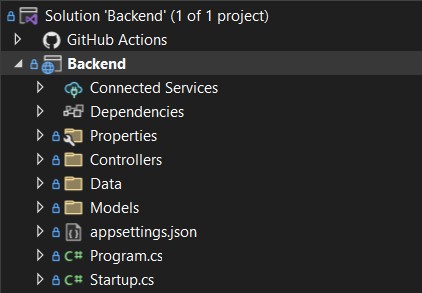 Solution 'Backend' (1 of 1 project)
GitHub Actions
Backend
Connected Services
Dependencies
Properties
Controllers
Data
Models
appsettings.json
C# Program.cs
C# Startup.cs